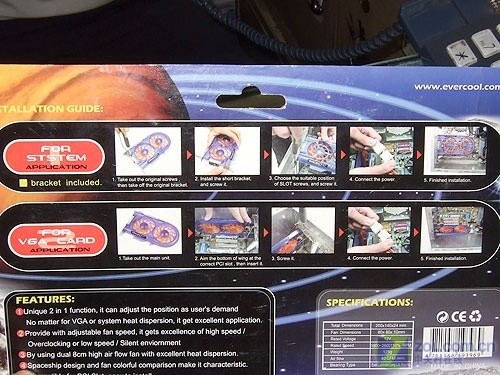 www.evercool.com
STALLATION GUIDE:
FOR
SYSTEM
APPLICATION
bracket included.
1. Take out the original screws,
then take off the original bracket.
2. Install the short bracket,
and screw it.
3. Choose the suitable position
of SLOT screws, and screw it.
4. Connect the power.
5. Finished installation.
FOR
VGA CARD
APPLICATION
1.Take out the main unit.
2. Aim the bottom of wing at the
correct PCI slot, then insert it.
3. Screw it.
4. Connect the power.
5. Finished installation.
FEATURES:
1 Unique 2 in 1 function, it can adjust the position as user's demand
No matter for VGA or system heat dispersion, it get excellent application.
2 Provide with adjustable fan speed, it gets excellence of high speed /
Overclocking or low speed / Silent enviornment
3 By using dual 8cm high air flow fan with excellent heat dispersion.
4 Spaceship design and fan colorful comparison make it characteristic.
SPECIFICATIONS:
Total Dimensions
Fan Dimensions
Rated Voltage 12V
Rated Speed
Weight
Air flow
Bearing Type